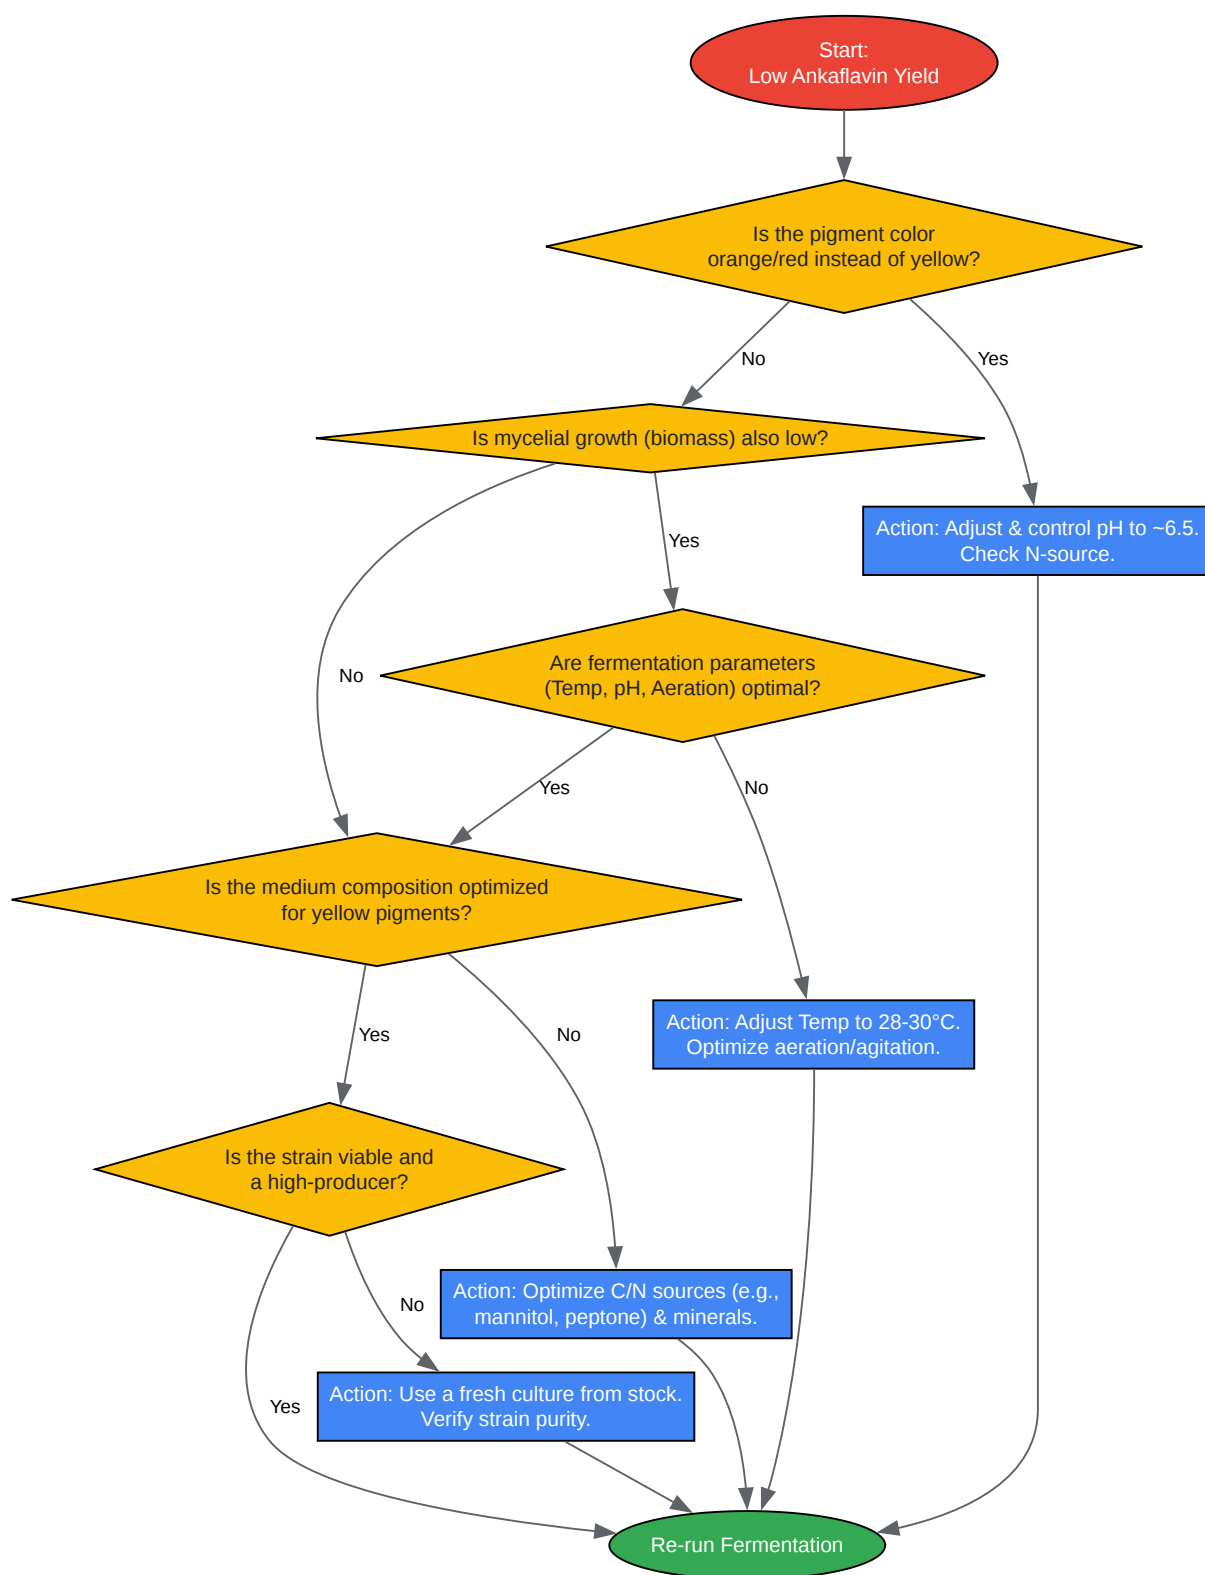 Start:
Low Ankaflavin Yield
Is the pigment color
orange/red instead of yellow?
No
Yes
Is mycelial growth (biomass) also low?
Action: Adjust & control pH to ~6.5.
Check N-source.
Yes
No
Are fermentation parameters
(Temp, pH, Aeration) optimal?
Yes
No
Is the medium composition optimized
for yellow pigments?
Action: Adjust Temp to 28-30°C.
Optimize aeration/agitation.
Yes
No
Is the strain viable and
a high-producer?
Action: Optimize C/N sources (e.g.,
mannitol, peptone) & minerals.
No
Yes
Action: Use a fresh culture from stock.
Verify strain purity.
Re-run Fermentation